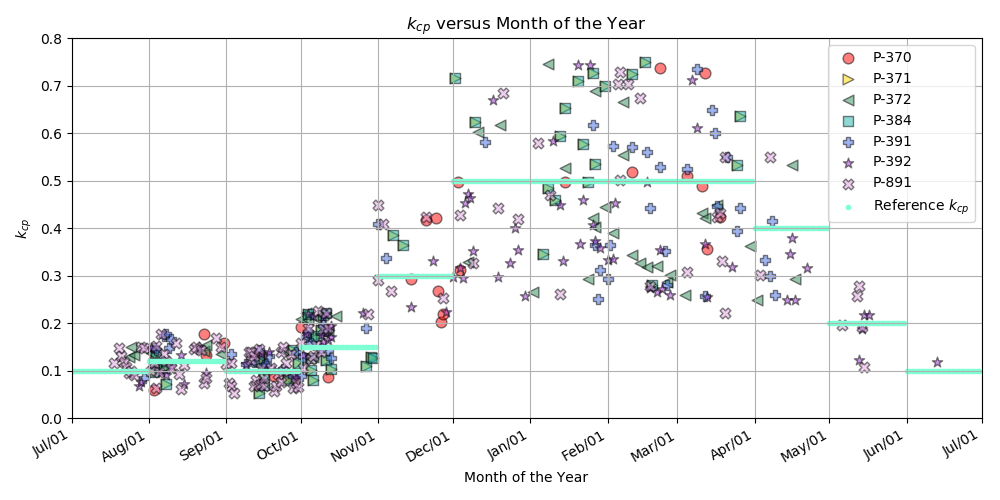 k_cp versus Month of the Year
0.8
0.7
0.6
0.5
0.4
0.3
0.2
0.1
0.0
k_cp
P-370
P-371
P-372
P-384
P-391
P-392
P-891
Reference k_cp
Jul/01
Aug/01
Sep/01
Oct/01
Nov/01
Dec/01
Jan/01
Feb/01
Mar/01
Apr/01
May/01
Jun/01
Jul/01
Month of the Year